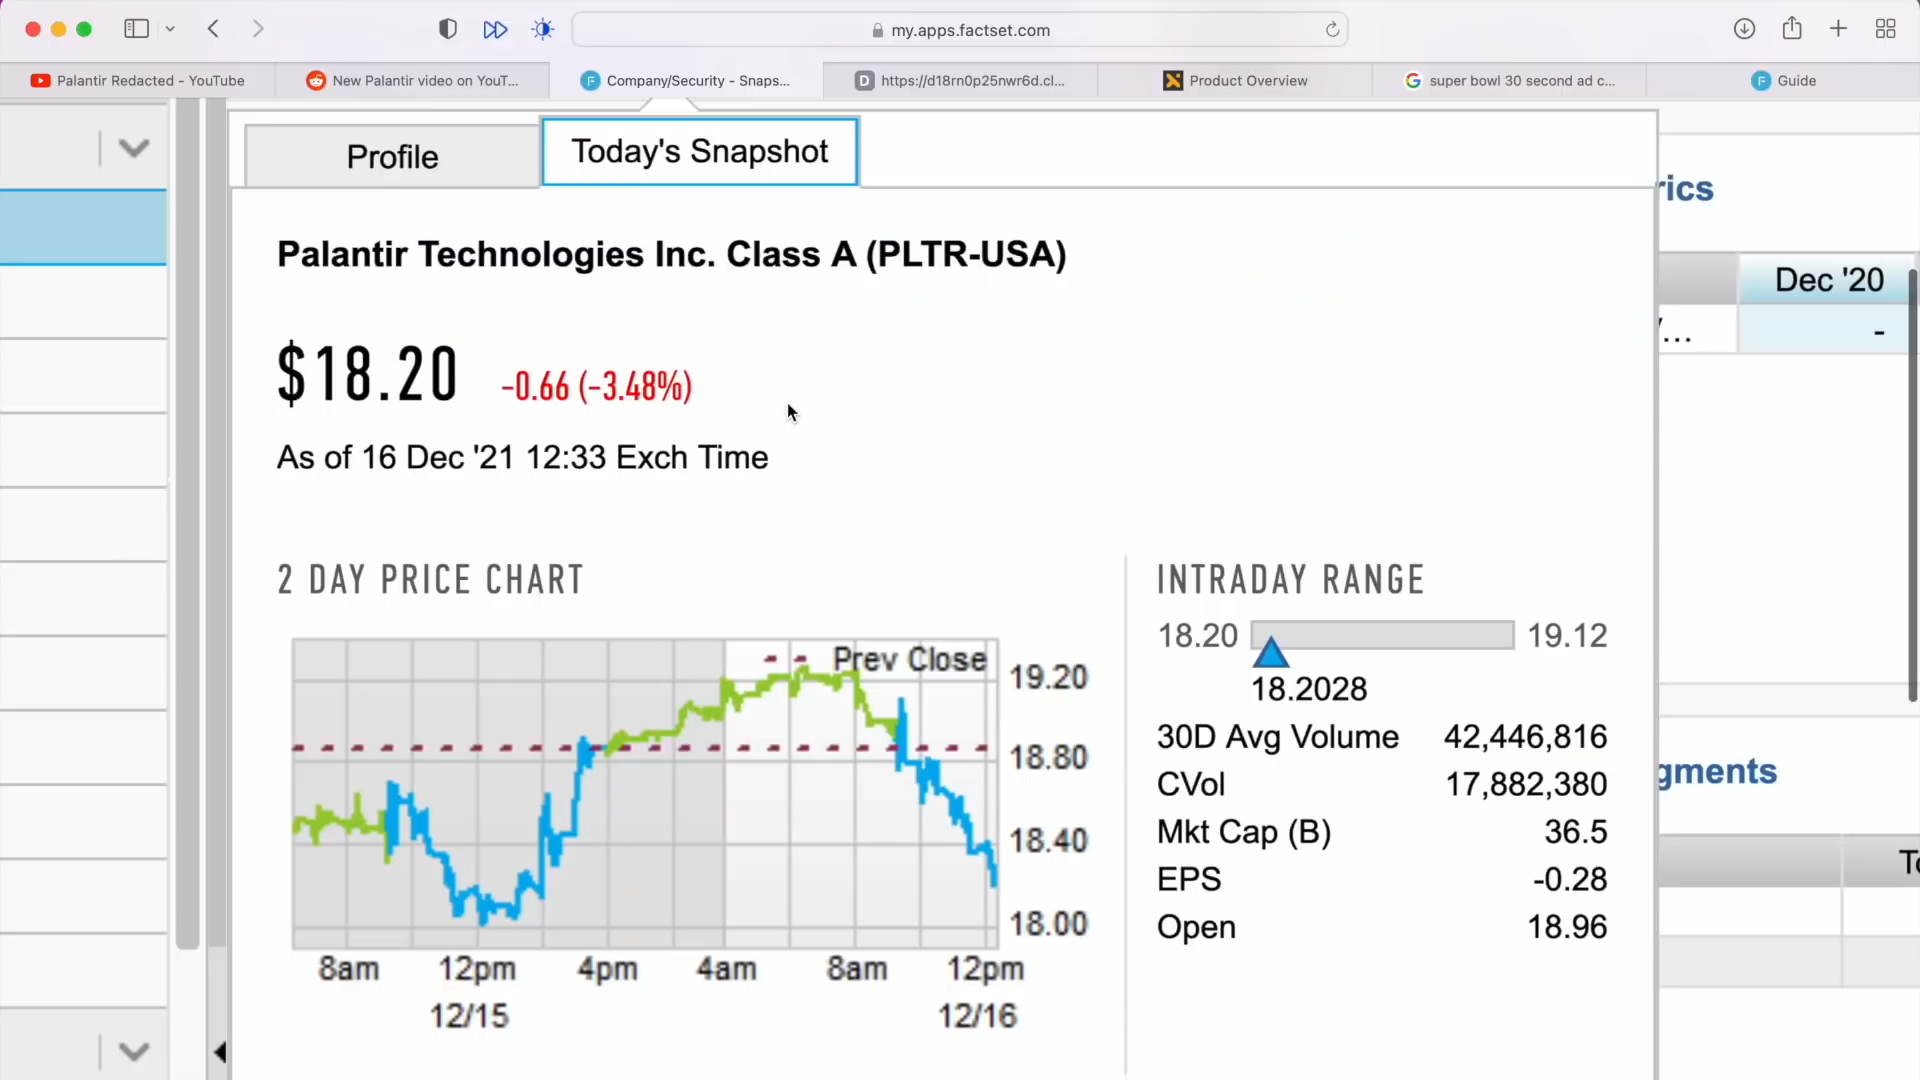 my.apps.factset.com
Palantir Redacted - YouTube
New Palantir video on YouT...
Company/Security - Snaps...
https://d18rn0p25nwr6d.cl...
Product Overview
super bowl 30 second ad c...
Guide
Profile
Today's Snapshot
rics
Palantir Technologies Inc. Class A (PLTR-USA)
Dec '20
-
$18.20 -0.66 (-3.48%)
As of 16 Dec '21 12:33 Exch Time
2 DAY PRICE CHART
Prev Close
19.20
18.80
18.40
18.00
8am 12pm 4pm 4am 8am 12pm
12/15 12/16
INTRADAY RANGE
18.20 19.12
18.2028
30D Avg Volume 42,446,816
CVol 17,882,380
Mkt Cap (B) 36.5
EPS -0.28
Open 18.96
gments